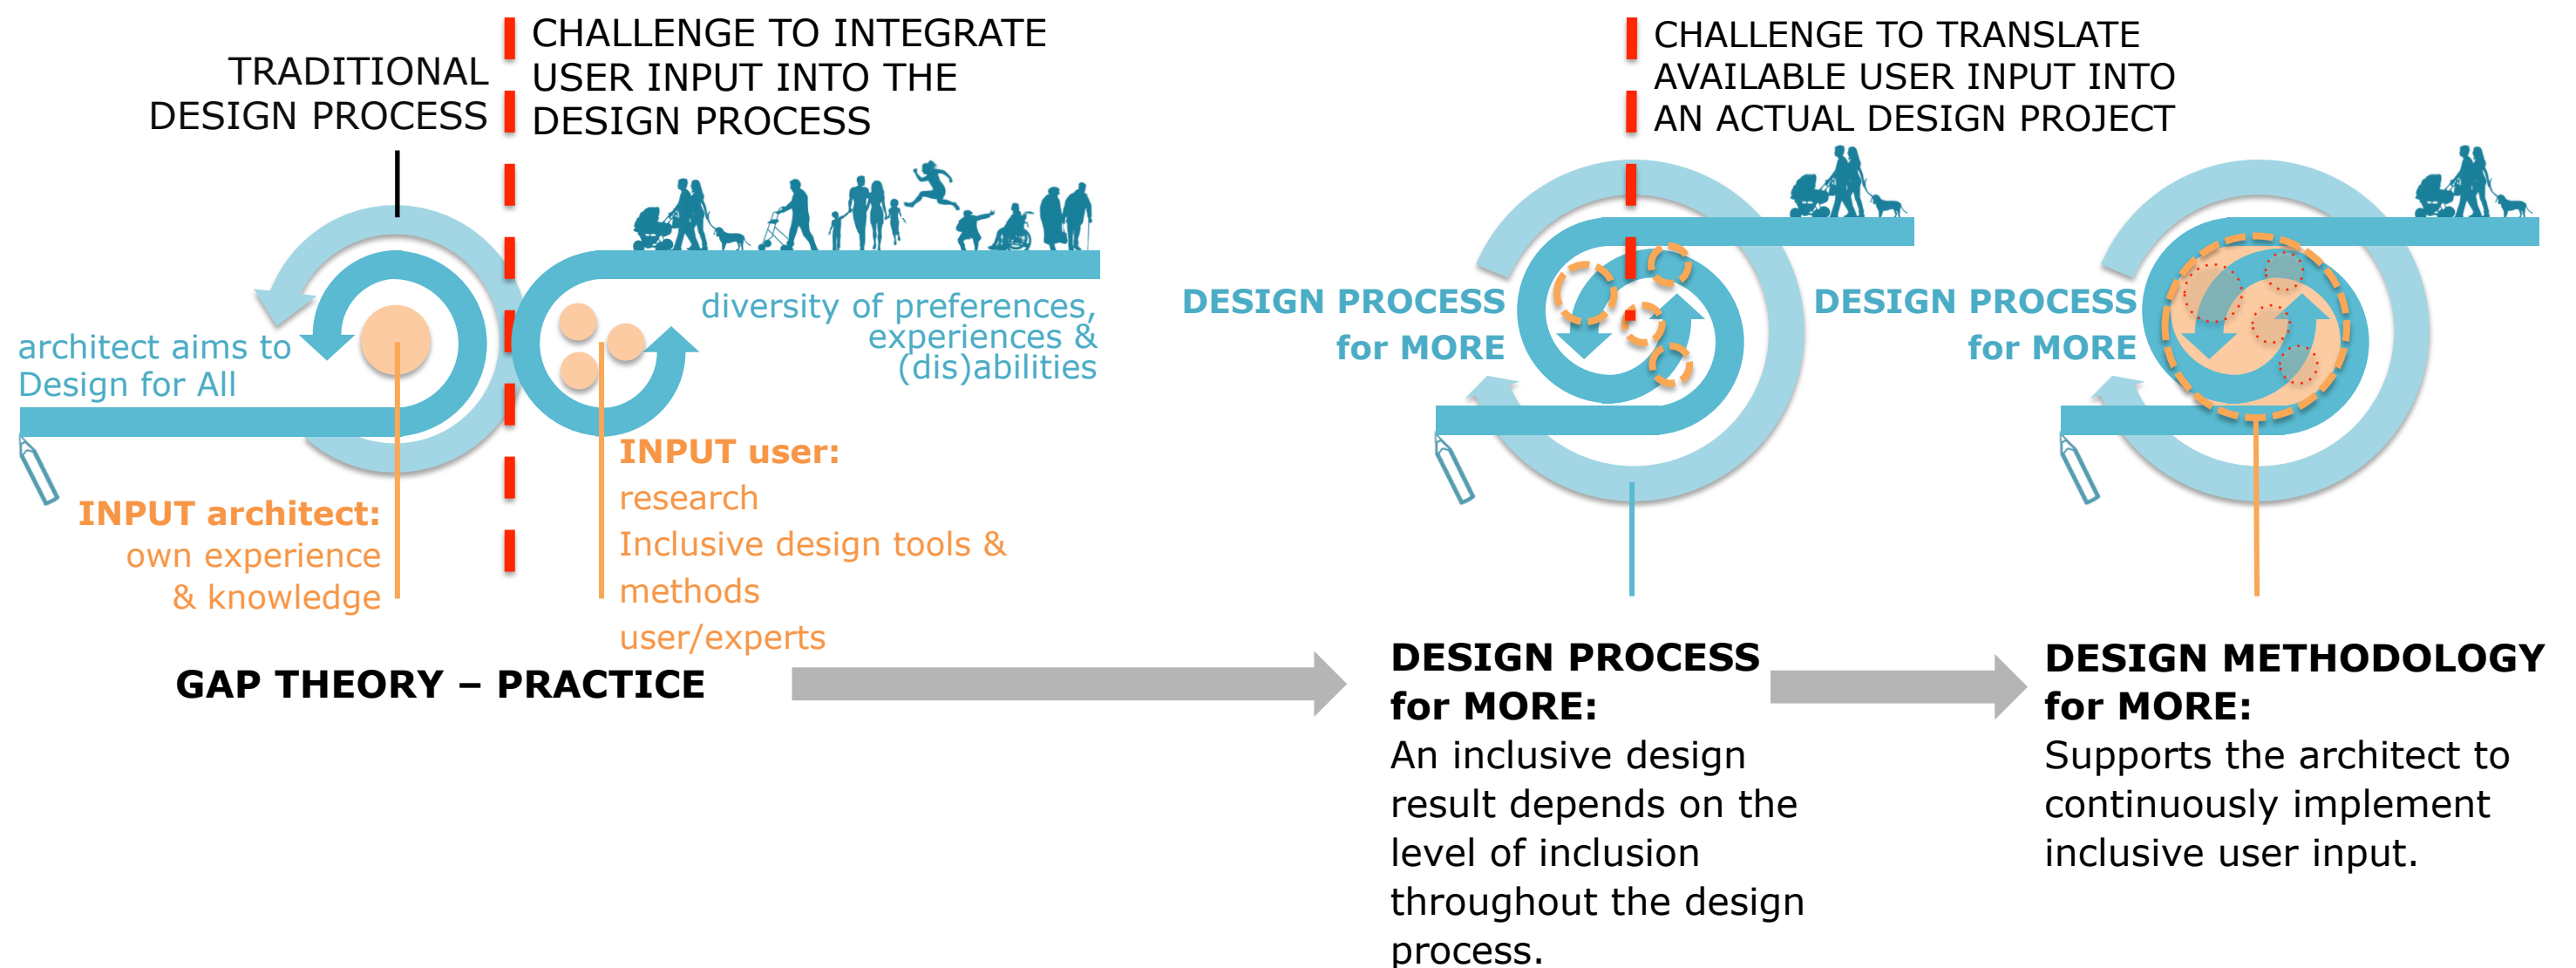 TRADITIONAL
DESIGN PROCESS
CHALLENGE TO INTEGRATE
USER INPUT INTO THE
DESIGN PROCESS
architect aims to
Design for All
diversity of preferences,
experiences &
(dis)abilities
INPUT architect:
own experience
& knowledge
INPUT user:
research
Inclusive design tools &
methods
user/experts
GAP THEORY – PRACTICE
CHALLENGE TO TRANSLATE
AVAILABLE USER INPUT INTO
AN ACTUAL DESIGN PROJECT
DESIGN PROCESS
for MORE
DESIGN PROCESS
for MORE
DESIGN PROCESS
for MORE:
An inclusive design
result depends on the
level of inclusion
throughout the design
process.
DESIGN METHODOLOGY
for MORE:
Supports the architect to
continuously implement
inclusive user input.